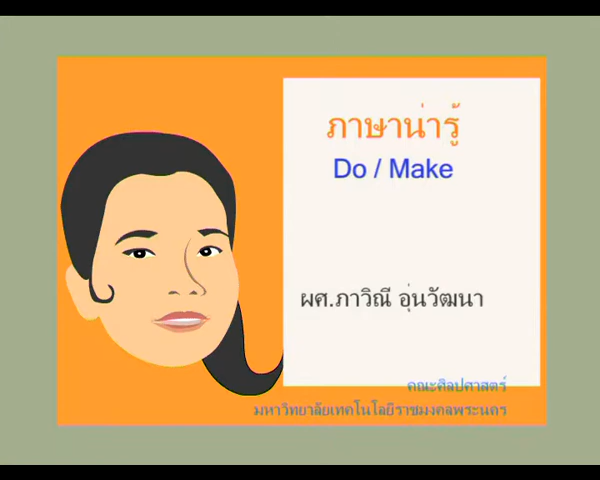 ภาษาน่ารู้
Do / Make
ผศ.ภาวิณี อุ่นวัฒนา
คณะศิลปศาสตร์
มหาวิทยาลัยเทคโนโลยีราชมงคลพระนคร